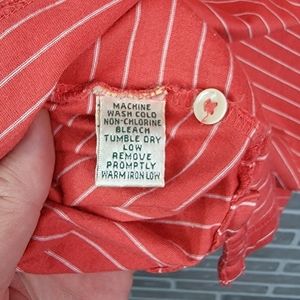 MACHINE
WASH COLD
NON-CHLORINE
BLEACH
TUMBLE DRY
LOW
REMOVE
PROMPTLY
WARM IRON LOW